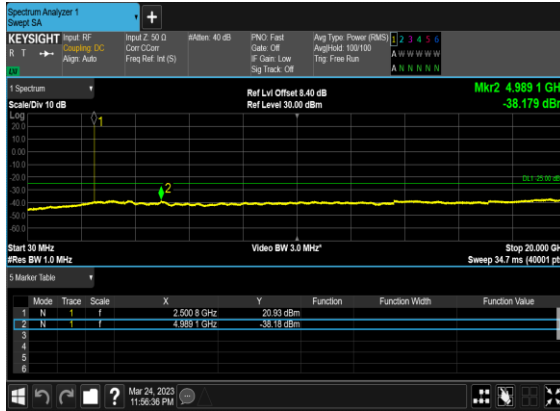 Spectrum Analyzer 1
Swept SA
+
KEYSIGHT Input: RF Input Z: 50 Ω #Atten: 40 dB PNO: Fast Avg Type: Power (RMS) 1 2 3 4 5 6
R T Coupling: DC Corr CCorr Gate: Off Avg|Hold: 100/100 A W W W W W
Align: Auto Freq Ref: Int (S) IF Gain: Low Trig: Free Run
Sig Track: Off A N N N N N
LU
1 Spectrum Ref Lvl Offset 8.40 dB Mkr2 4.989 1 GH
Scale/Div 10 dB Ref Level 30.00 dBm -38.179 dBm
Log
20.0
10.0
0.00
-10.0
-20.0
-30.0
-40.0
-50.0
-60.0
1
2
DL1 -25.00 dB
Start 30 MHz Video BW 3.0 MHz* Stop 20.000 GH
#Res BW 1.0 MHz Sweep 34.7 ms (40001 pts
5 Marker Table
Mode Trace Scale X Y Function Function Width Function Value
1 N 1 f 2.500 8 GHz 20.93 dBm
2 N 1 f 4.989 1 GHz -38.18 dBm
3
4
5
6
? Mar 24, 2023
11:56:36 PM